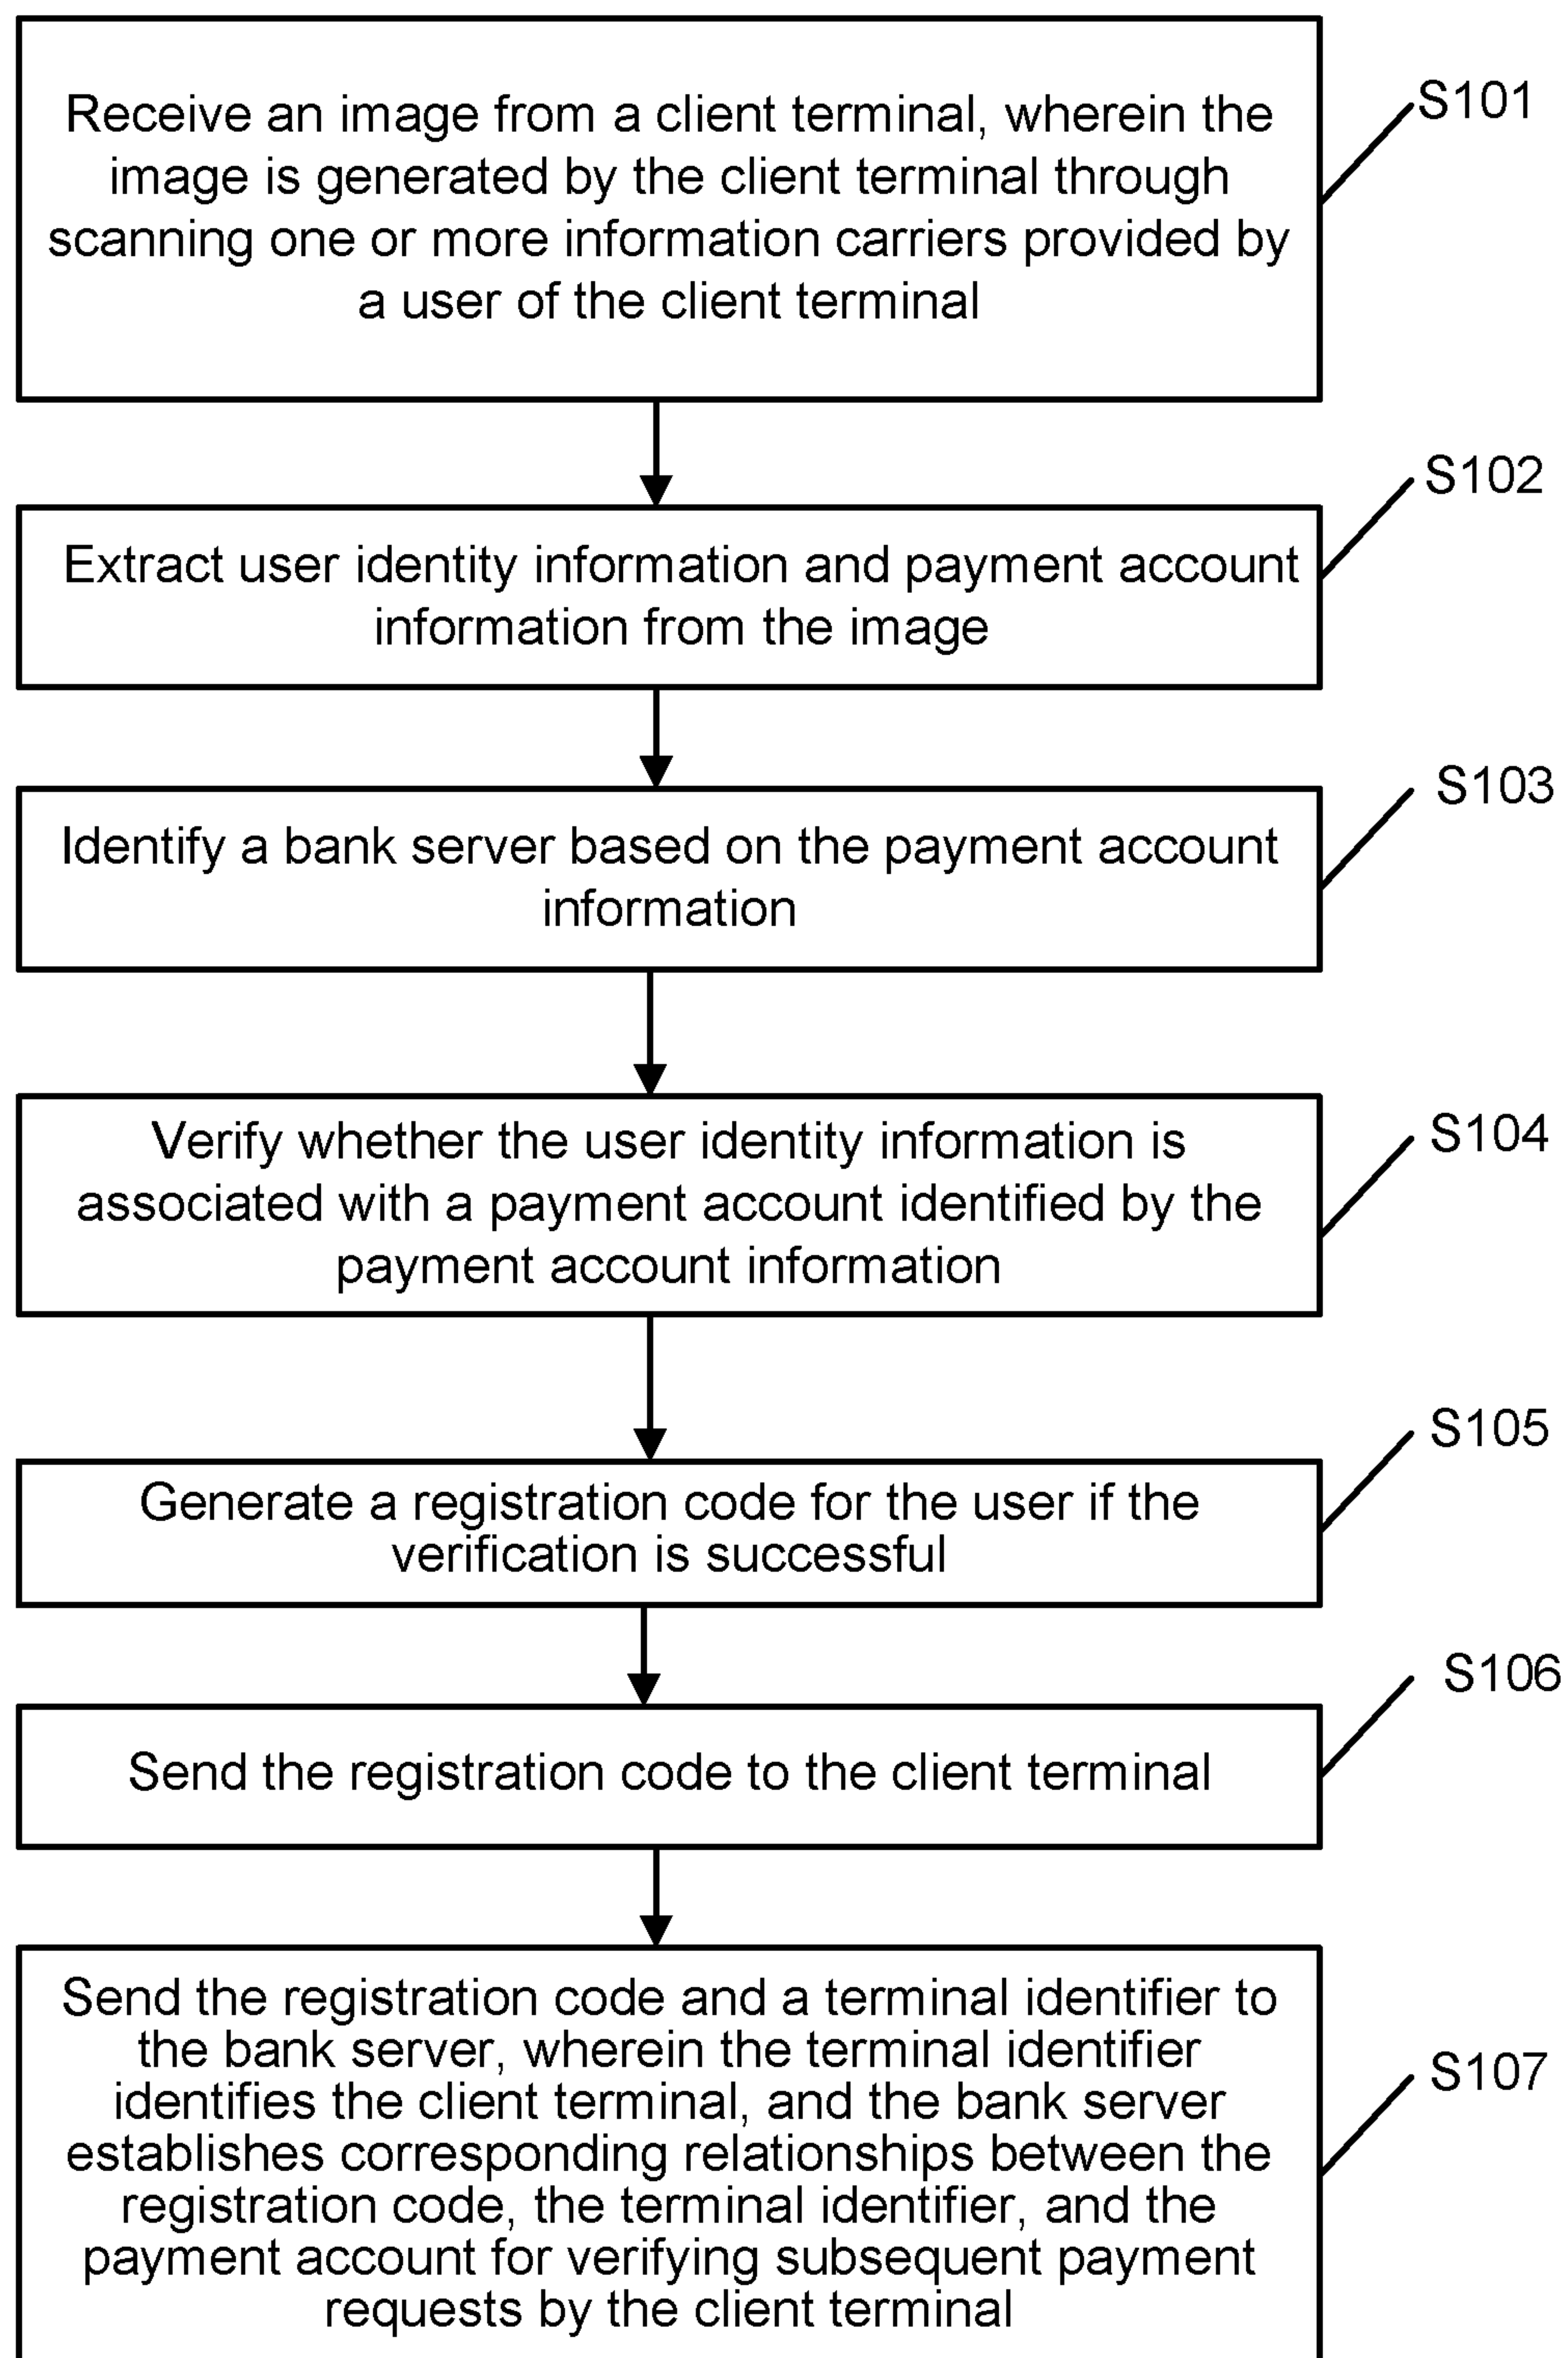 Receive an image from a client terminal, wherein the
image is generated by the client terminal through
scanning one or more information carriers provided by
a user of the client terminal
S101
Extract user identity information and payment account
information from the image
S102
Identify a bank server based on the payment account
information
S103
Verify whether the user identity information is
associated with a payment account identified by the
payment account information
S104
Generate a registration code for the user if the
verification is successful
S105
Send the registration code to the client terminal
S106
Send the registration code and a terminal identifier to
the bank server, wherein the terminal identifier
identifies the client terminal, and the bank server
establishes corresponding relationships between the
registration code, the terminal identifier, and the
payment account for verifying subsequent payment
requests by the client terminal
S107